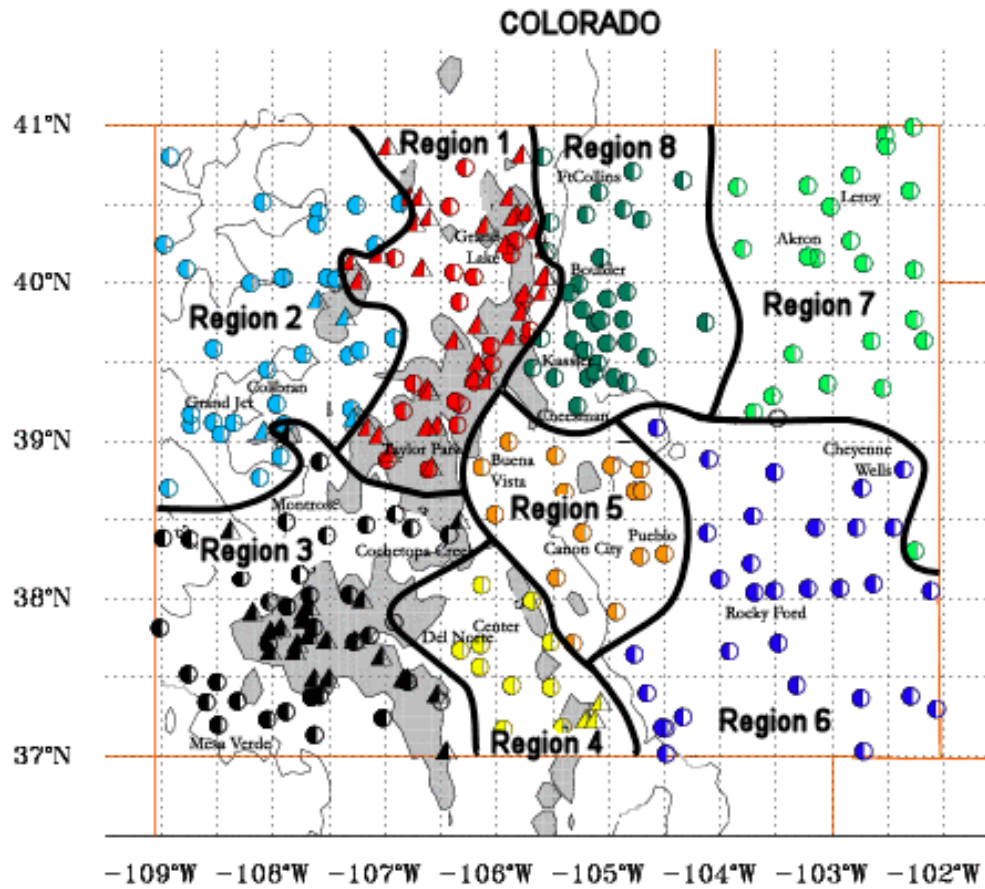 COLORADO
41°N
Region 1
Region 8
FtCollins
Leroy
Grand
Lake
Akron
40°N
Boulder
Region 2
Region 7
Kassler
Collbran
Grand Jct
Cheesman
39°N
Taylor Park
Buena
Vista
Cheyenne
Wells
Montrose
Region 5
Region 3
Cochetopa Creek
Canon City
Pueblo
38°N
Rocky Ford
Del Norte
Center
Region 6
Mesa Verde
Region 4
37°N
-109°W -108°W -107°W -106°W -105°W -104°W -103°W -102°W